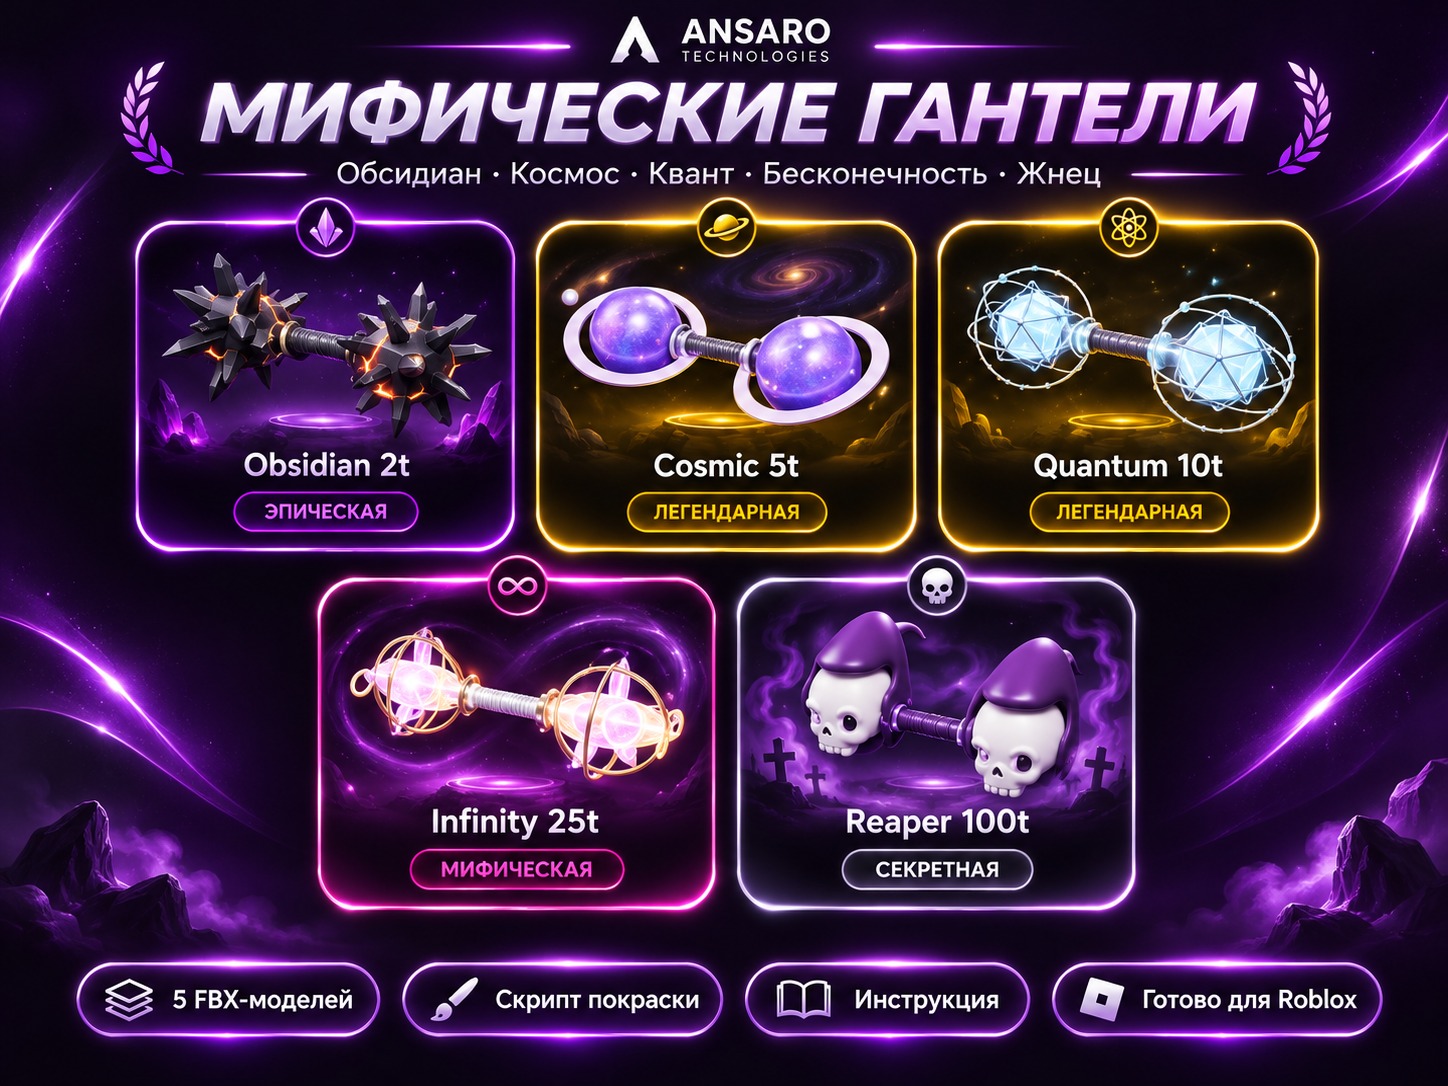 ANSARO
TECHNOLOGIES
МИФИЧЕСКИЕ ГАНТЕЛИ
Обсидиан · Космос · Квант · Бесконечность · Жнец
Obsidian 2t
ЭПИЧЕСКАЯ
Cosmic 5t
ЛЕГЕНДАРНАЯ
Quantum 10t
ЛЕГЕНДАРНАЯ
Infinity 25t
МИФИЧЕСКАЯ
Reaper 100t
СЕКРЕТНАЯ
5 FBX-моделей
Скрипт покраски
Инструкция
Готово для Roblox